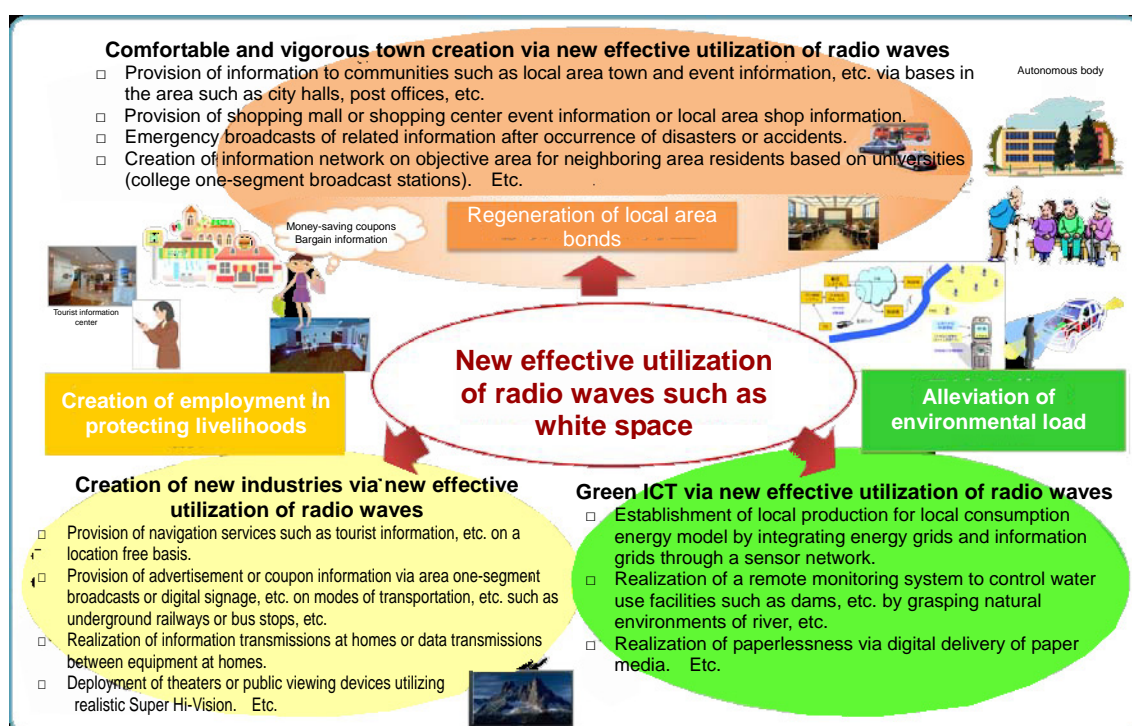 Comfortable and vigorous town creation via new effective utilization of radio waves
□ Provision of information to communities such as local area town and event information, etc. via bases in
the area such as city halls, post offices, etc.
□ Provision of shopping mall or shopping center event information or local area shop information.
□ Emergency broadcasts of related information after occurrence of disasters or accidents.
□ Creation of information network on objective area for neighboring area residents based on universities
(college one-segment broadcast stations). Etc.
Autonomous body
Regeneration of local area
bonds
Money-saving coupons
Bargain information
Tourist information
center
New effective utilization
of radio waves such as
white space
Creation of employment in
protecting livelihoods
Alleviation of
environmental load
Creation of new industries via new effective
utilization of radio waves
□ Provision of navigation services such as tourist information, etc. on a
location free basis.
□ Provision of advertisement or coupon information via area one-segment
broadcasts or digital signage, etc. on modes of transportation, etc. such as
underground railways or bus stops, etc.
□ Realization of information transmissions at homes or data transmissions
between equipment at homes.
□ Deployment of theaters or public viewing devices utilizing
realistic Super Hi-Vision. Etc.
Green ICT via new effective utilization of radio waves
□ Establishment of local production for local consumption
energy model by integrating energy grids and information
grids through a sensor network.
□ Realization of a remote monitoring system to control water
use facilities such as dams, etc. by grasping natural
environments of river, etc.
□ Realization of paperlessness via digital delivery of paper
media. Etc.